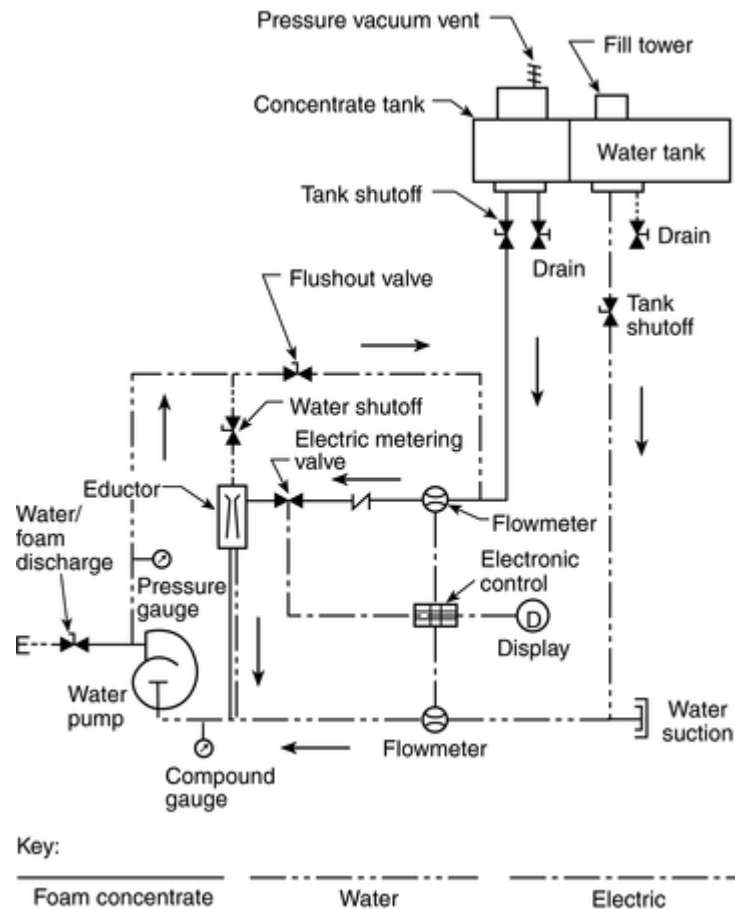 Pressure vacuum vent
Fill tower
Concentrate tank
Water tank
Tank shutoff
Drain
Drain
Flushout valve
Tank
shutoff
Water shutoff
Electric metering
valve
Eductor
Flowmeter
Water/
foam
discharge
Pressure
gauge
Electronic
control
D
Display
Water
pump
Water
suction
Flowmeter
Compound
gauge
Key:
Foam concentrate
Water
Electric